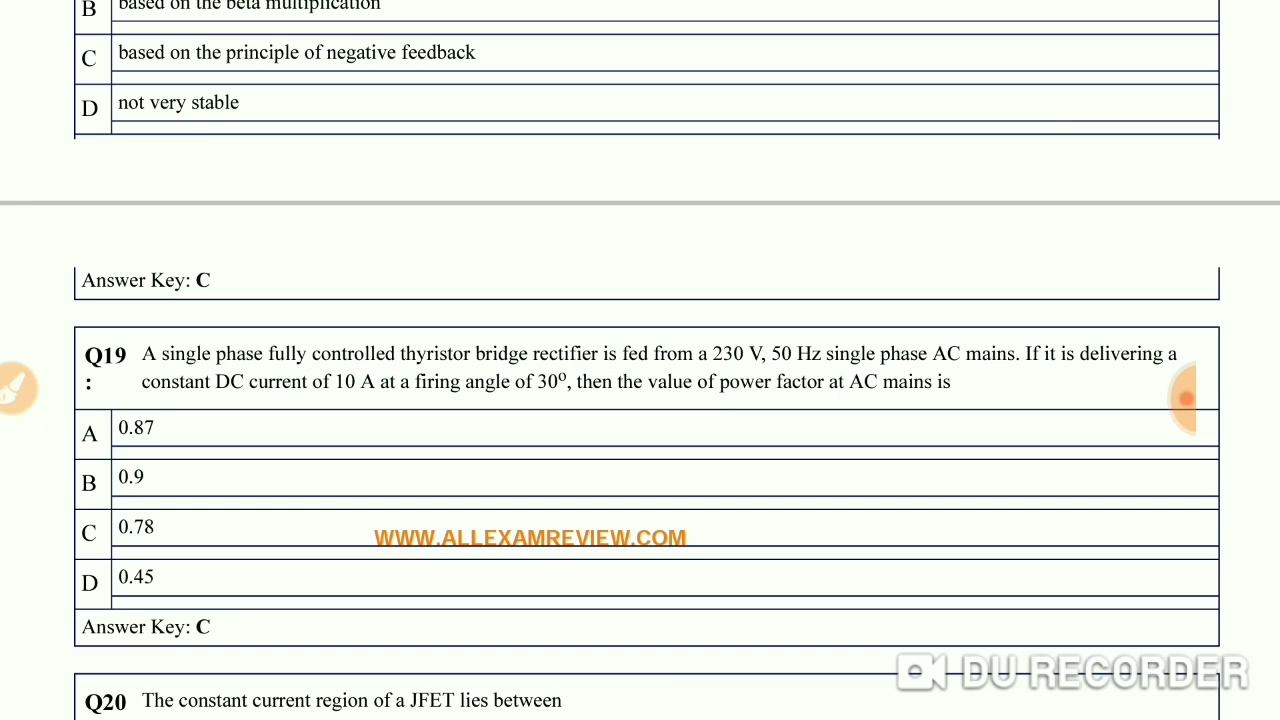 B based on the beta multiplication
C based on the principle of negative feedback
D not very stable
Answer Key: C
Q19 A single phase fully controlled thyristor bridge rectifier is fed from a 230 V, 50 Hz single phase AC mains. If it is delivering a
: constant DC current of 10 A at a firing angle of 30⁰, then the value of power factor at AC mains is
A 0.87
B 0.9
C 0.78
WWW.ALLEXAMREVIEW.COM
D 0.45
Answer Key: C
DU RECORDER
Q20 The constant current region of a JFET lies between